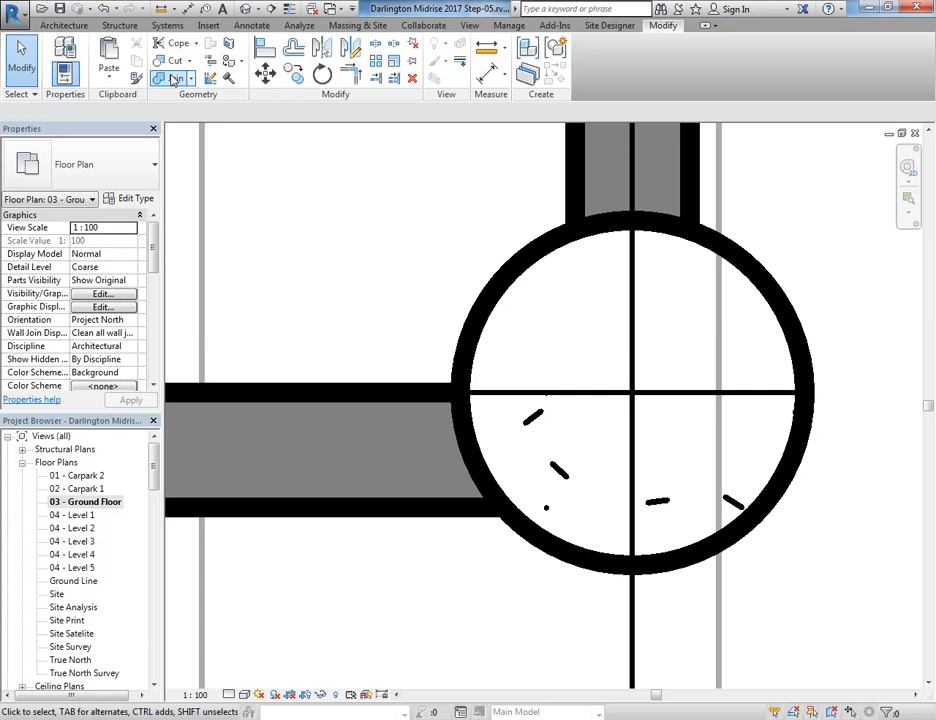 Darlington Midrise 2017 Step-05.rv...
Type a keyword or phrase
Sign In
Architecture
Structure
Systems
Insert
Annotate
Analyze
Massing & Site
Collaborate
View
Manage
Add-Ins
Site Designer
Modify
Modify
Paste
Cope
Cut
Join
Select
Properties
Clipboard
Geometry
Modify
View
Measure
Create
Properties
Floor Plan
Floor Plan: 03 - Grou
Edit Type
Graphics
View Scale
1 : 100
Scale Value 1:
100
Display Model
Normal
Detail Level
Coarse
Parts Visibility
Show Original
Visibility/Grap...
Edit...
Graphic Displ...
Edit...
Orientation
Project North
Wall Join Disp...
Clean all wall j...
Discipline
Architectural
Show Hidden ...
By Discipline
Color Scheme...
Background
Color Scheme
<none>
Properties help
Apply
Project Browser - Darlington Midris...
Views (all)
Structural Plans
Floor Plans
01 - Carpark 2
02 - Carpark 1
03 - Ground Floor
04 - Level 1
04 - Level 2
04 - Level 3
04 - Level 4
04 - Level 5
Ground Line
Site
Site Analysis
Site Print
Site Satelite
Site Survey
True North
True North Survey
Ceiling Plans
1 : 100
Click to select, TAB for alternates, CTRL adds, SHIFT unselects
:0
Main Model
:0